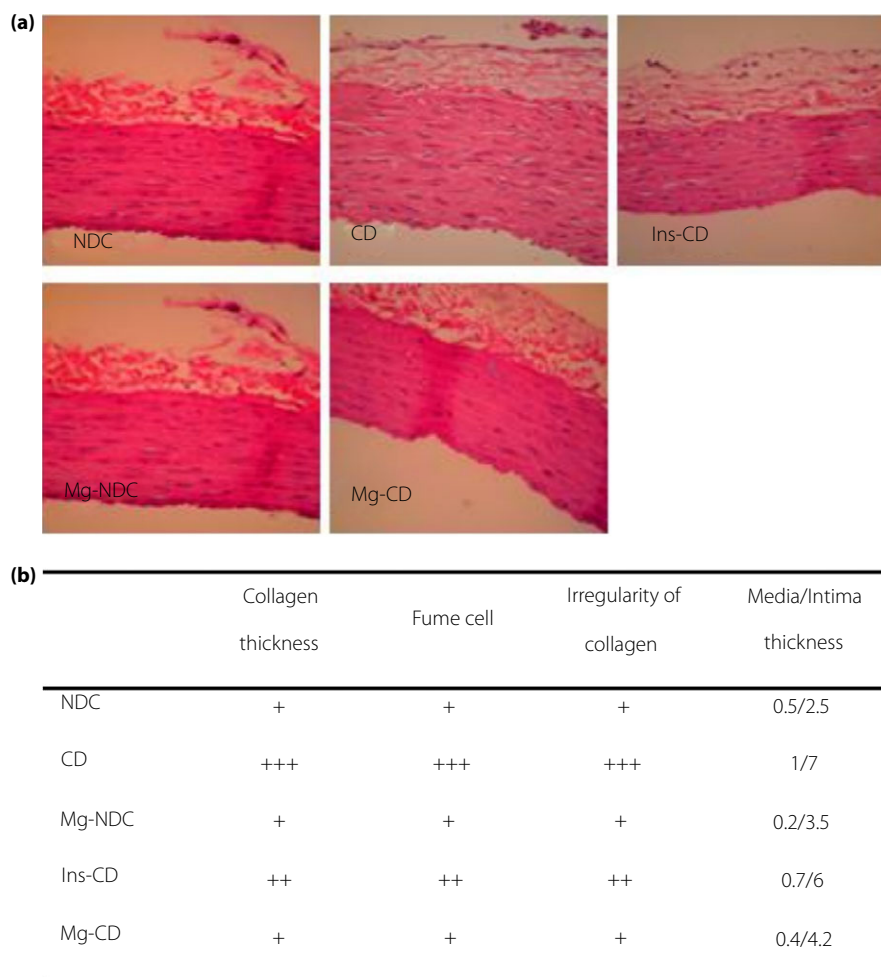 (a)
NDC
CD
Ins-CD
Mg-NDC
Mg-CD
(b)
Collagen thickness Fume cell Irregularity of collagen Media/Intima thickness
NDC + + + 0.5/2.5
CD +++ +++ +++ 1/7
Mg-NDC + + + 0.2/3.5
Ins-CD ++ ++ ++ 0.7/6
Mg-CD + + + 0.4/4.2